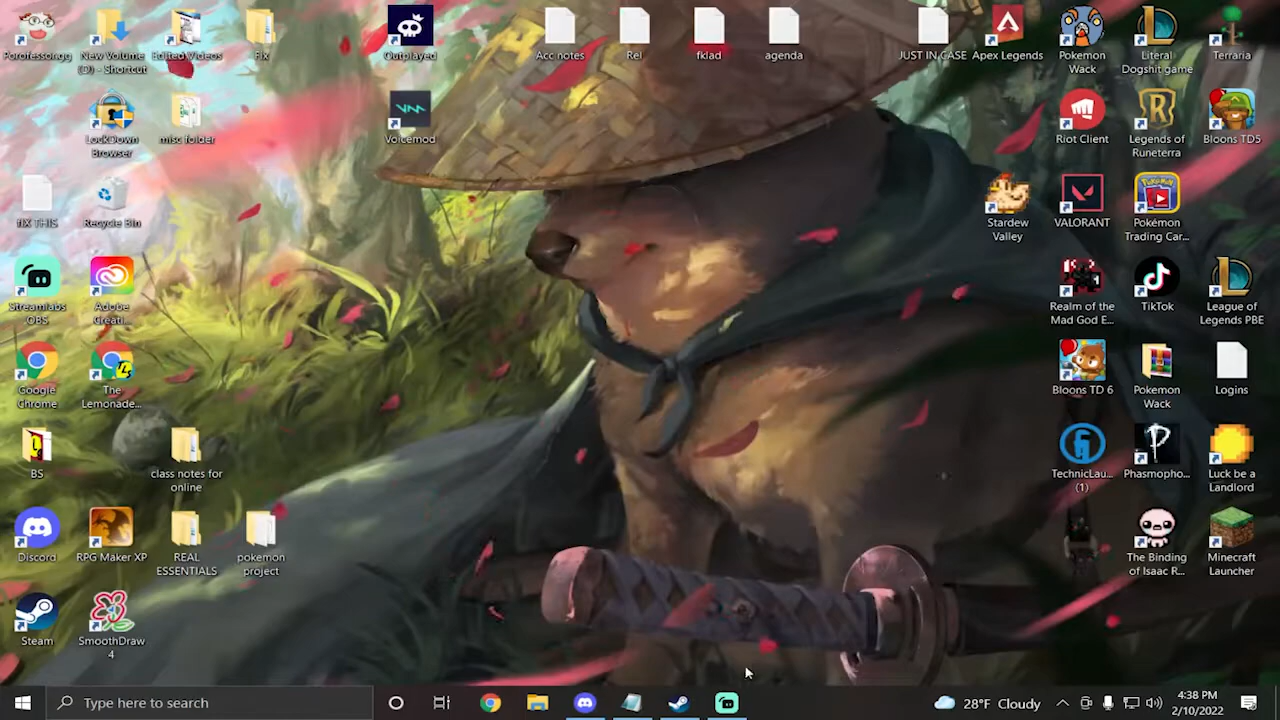 Porofessor.gg
New Volume
(D) - Shortcut
Edited Videos
Fix
Outplayed
Acc notes
Rei
fklad
agenda
JUST IN CASE
Apex Legends
Pokemon
Wack
Literal
Dogshit game
Terraria
LockDown
Browser
misc folder
Voicemod
Riot Client
Legends of
Runeterra
Bloons TD5
fIX THIS
Recycle Bin
Stardew
Valley
VALORANT
Pokémon
Trading Car...
Streamlabs
OBS
Adobe
Creati...
Realm of the
Mad God E...
TikTok
League of
Legends PBE
Google
Chrome
The
Lemonade...
Bloons TD 6
Pokemon
Wack
Logins
BS
class notes for
online
TechnicLau...
(1)
Phasmopho...
Luck be a
Landlord
Discord
RPG Maker XP
REAL
ESSENTIALS
pokemon
project
The Binding
of Isaac R...
Minecraft
Launcher
Steam
SmoothDraw
4
Type here to search
28°F Cloudy
4:38 PM
2/10/2022